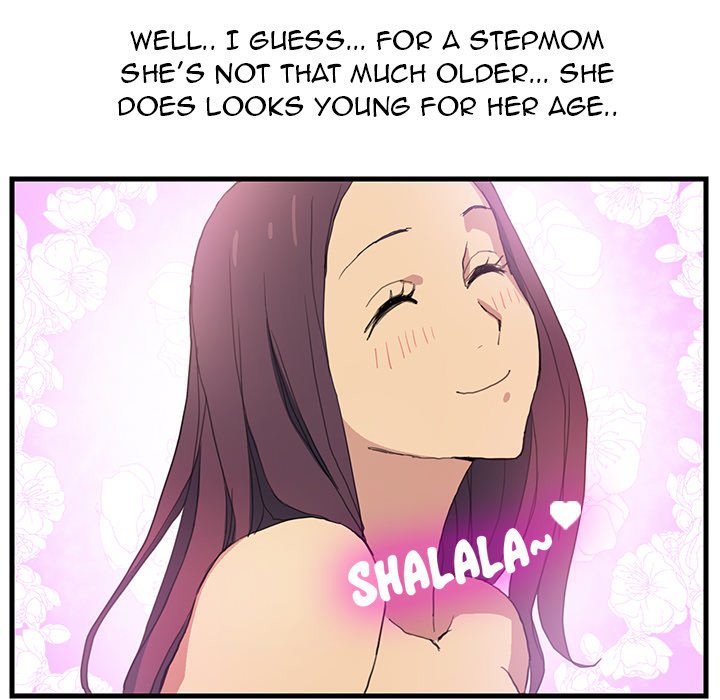 WELL.. I GUESS... FOR A STEPMOM
SHE'S NOT THAT MUCH OLDER... SHE
DOES LOOKS YOUNG FOR HER AGE..
SHALALA~♥